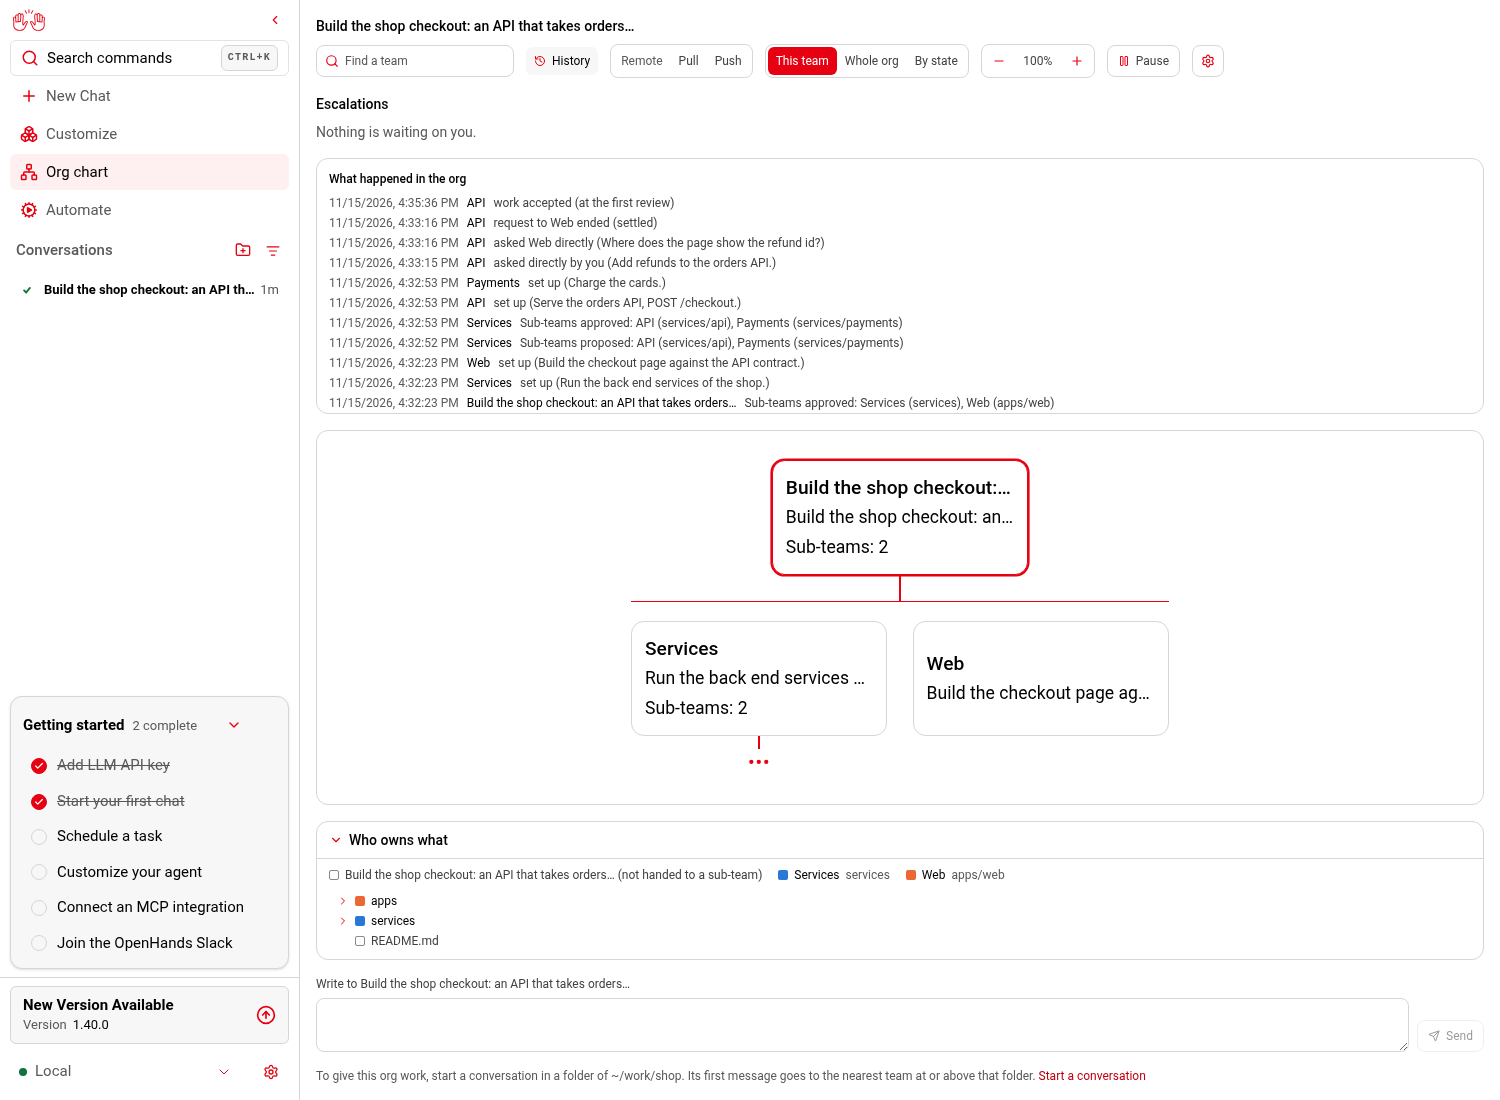 Search commands
CTRL+K
New Chat
Customize
Org chart
Automate
Conversations
Build the shop checkout: an API th... 1m
Getting started 2 complete
Add LLM API key
Start your first chat
Schedule a task
Customize your agent
Connect an MCP integration
Join the OpenHands Slack
New Version Available
Version 1.40.0
Local
Build the shop checkout: an API that takes orders...
Find a team
History
Remote Pull Push
This team Whole org By state
100%
Pause
Escalations
Nothing is waiting on you.
What happened in the org
11/15/2026, 4:35:36 PM API work accepted (at the first review)
11/15/2026, 4:33:16 PM API request to Web ended (settled)
11/15/2026, 4:33:16 PM API asked Web directly (Where does the page show the refund id?)
11/15/2026, 4:33:15 PM API asked directly by you (Add refunds to the orders API.)
11/15/2026, 4:32:53 PM Payments set up (Charge the cards.)
11/15/2026, 4:32:53 PM API set up (Serve the orders API, POST /checkout.)
11/15/2026, 4:32:53 PM Services Sub-teams approved: API (services/api), Payments (services/payments)
11/15/2026, 4:32:52 PM Services Sub-teams proposed: API (services/api), Payments (services/payments)
11/15/2026, 4:32:23 PM Web set up (Build the checkout page against the API contract.)
11/15/2026, 4:32:23 PM Services set up (Run the back end services of the shop.)
11/15/2026, 4:32:23 PM Build the shop checkout: an API that takes orders... Sub-teams approved: Services (services), Web (apps/web)
Build the shop checkout:...
Build the shop checkout: an...
Sub-teams: 2
Services
Run the back end services ...
Sub-teams: 2
Web
Build the checkout page ag...
Who owns what
Build the shop checkout: an API that takes orders... (not handed to a sub-team) Services services Web apps/web
apps
services
README.md
Write to Build the shop checkout: an API that takes orders...
Send
To give this org work, start a conversation in a folder of ~/work/shop. Its first message goes to the nearest team at or above that folder. Start a conversation